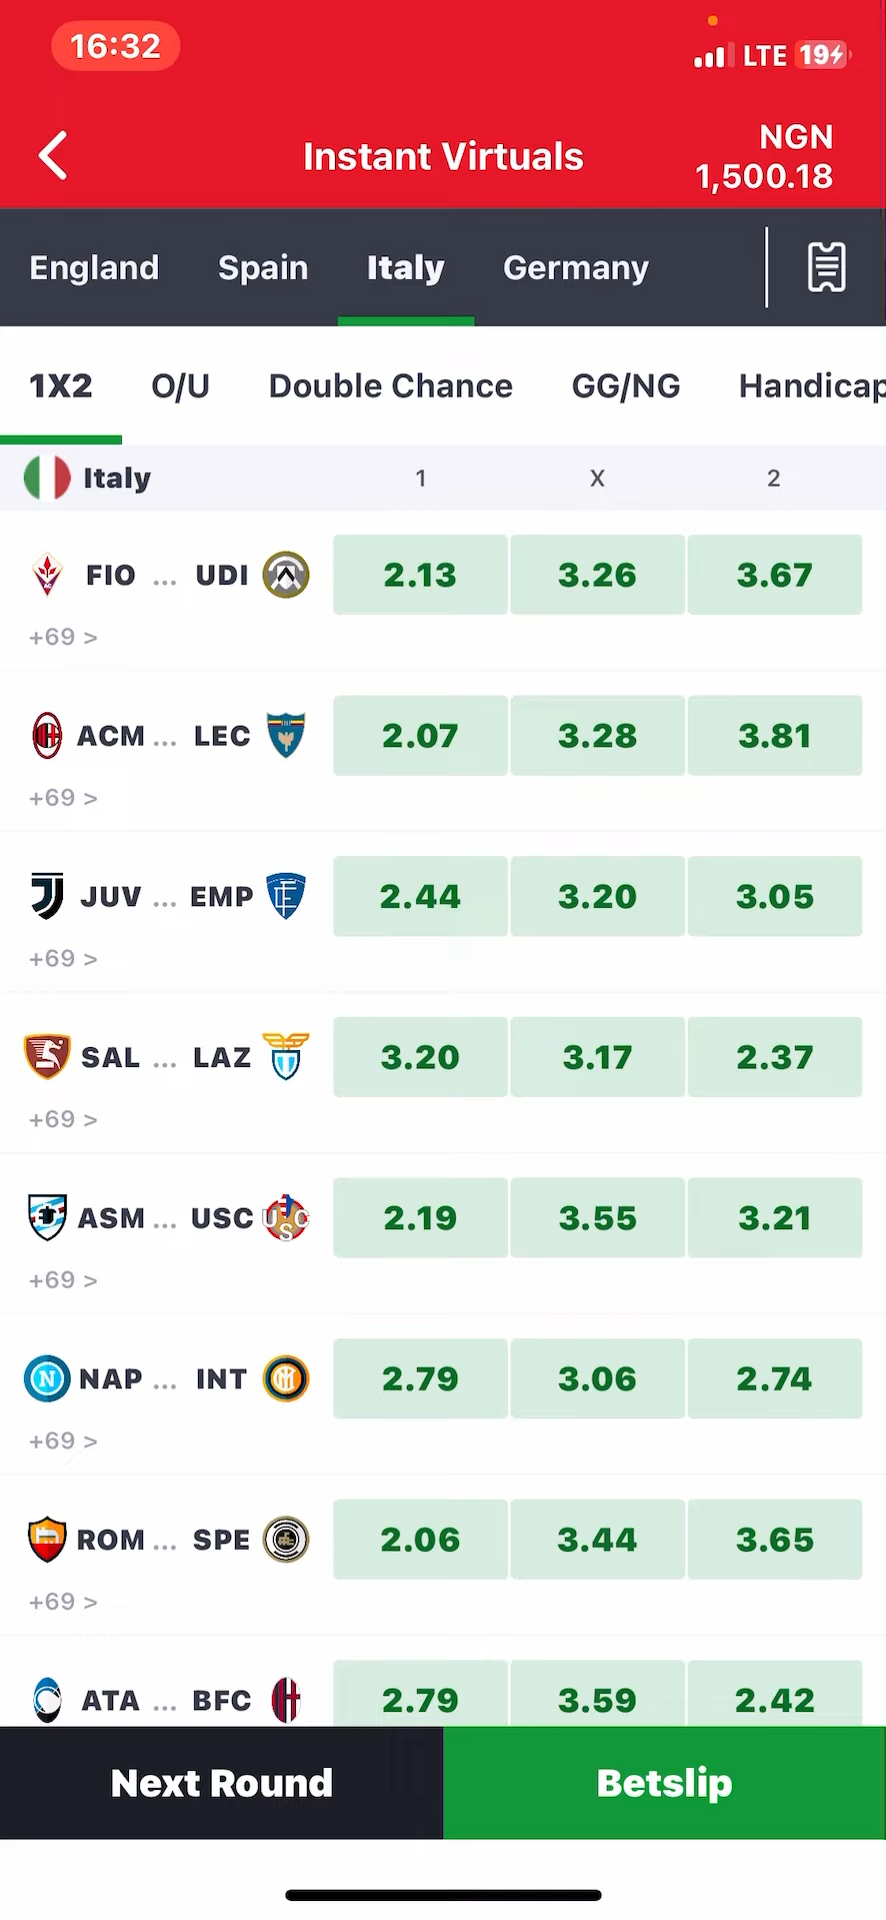 16:32
LTE 19
Instant Virtuals
NGN
1,500.18
England Spain Italy Germany
1X2 O/U Double Chance GG/NG Handicap
Italy 1 X 2
FIO ... UDI 2.13 3.26 3.67
+69 >
ACM ... LEC 2.07 3.28 3.81
+69 >
JUV ... EMP 2.44 3.20 3.05
+69 >
SAL ... LAZ 3.20 3.17 2.37
+69 >
ASM ... USC 2.19 3.55 3.21
+69 >
NAP ... INT 2.79 3.06 2.74
+69 >
ROM ... SPE 2.06 3.44 3.65
+69 >
ATA ... BFC 2.79 3.59 2.42
Next Round Betslip